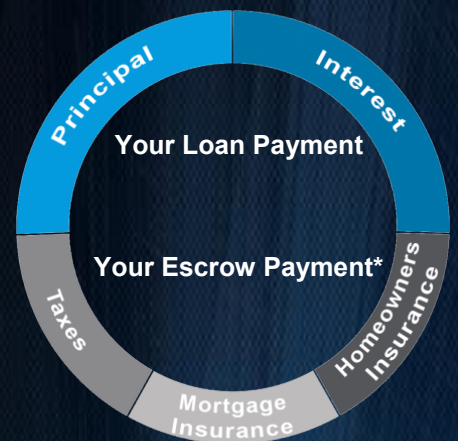 Principal
Interest
Your Loan Payment
Your Escrow Payment*
Taxes
Homeowners
Insurance
Mortgage
Insurance